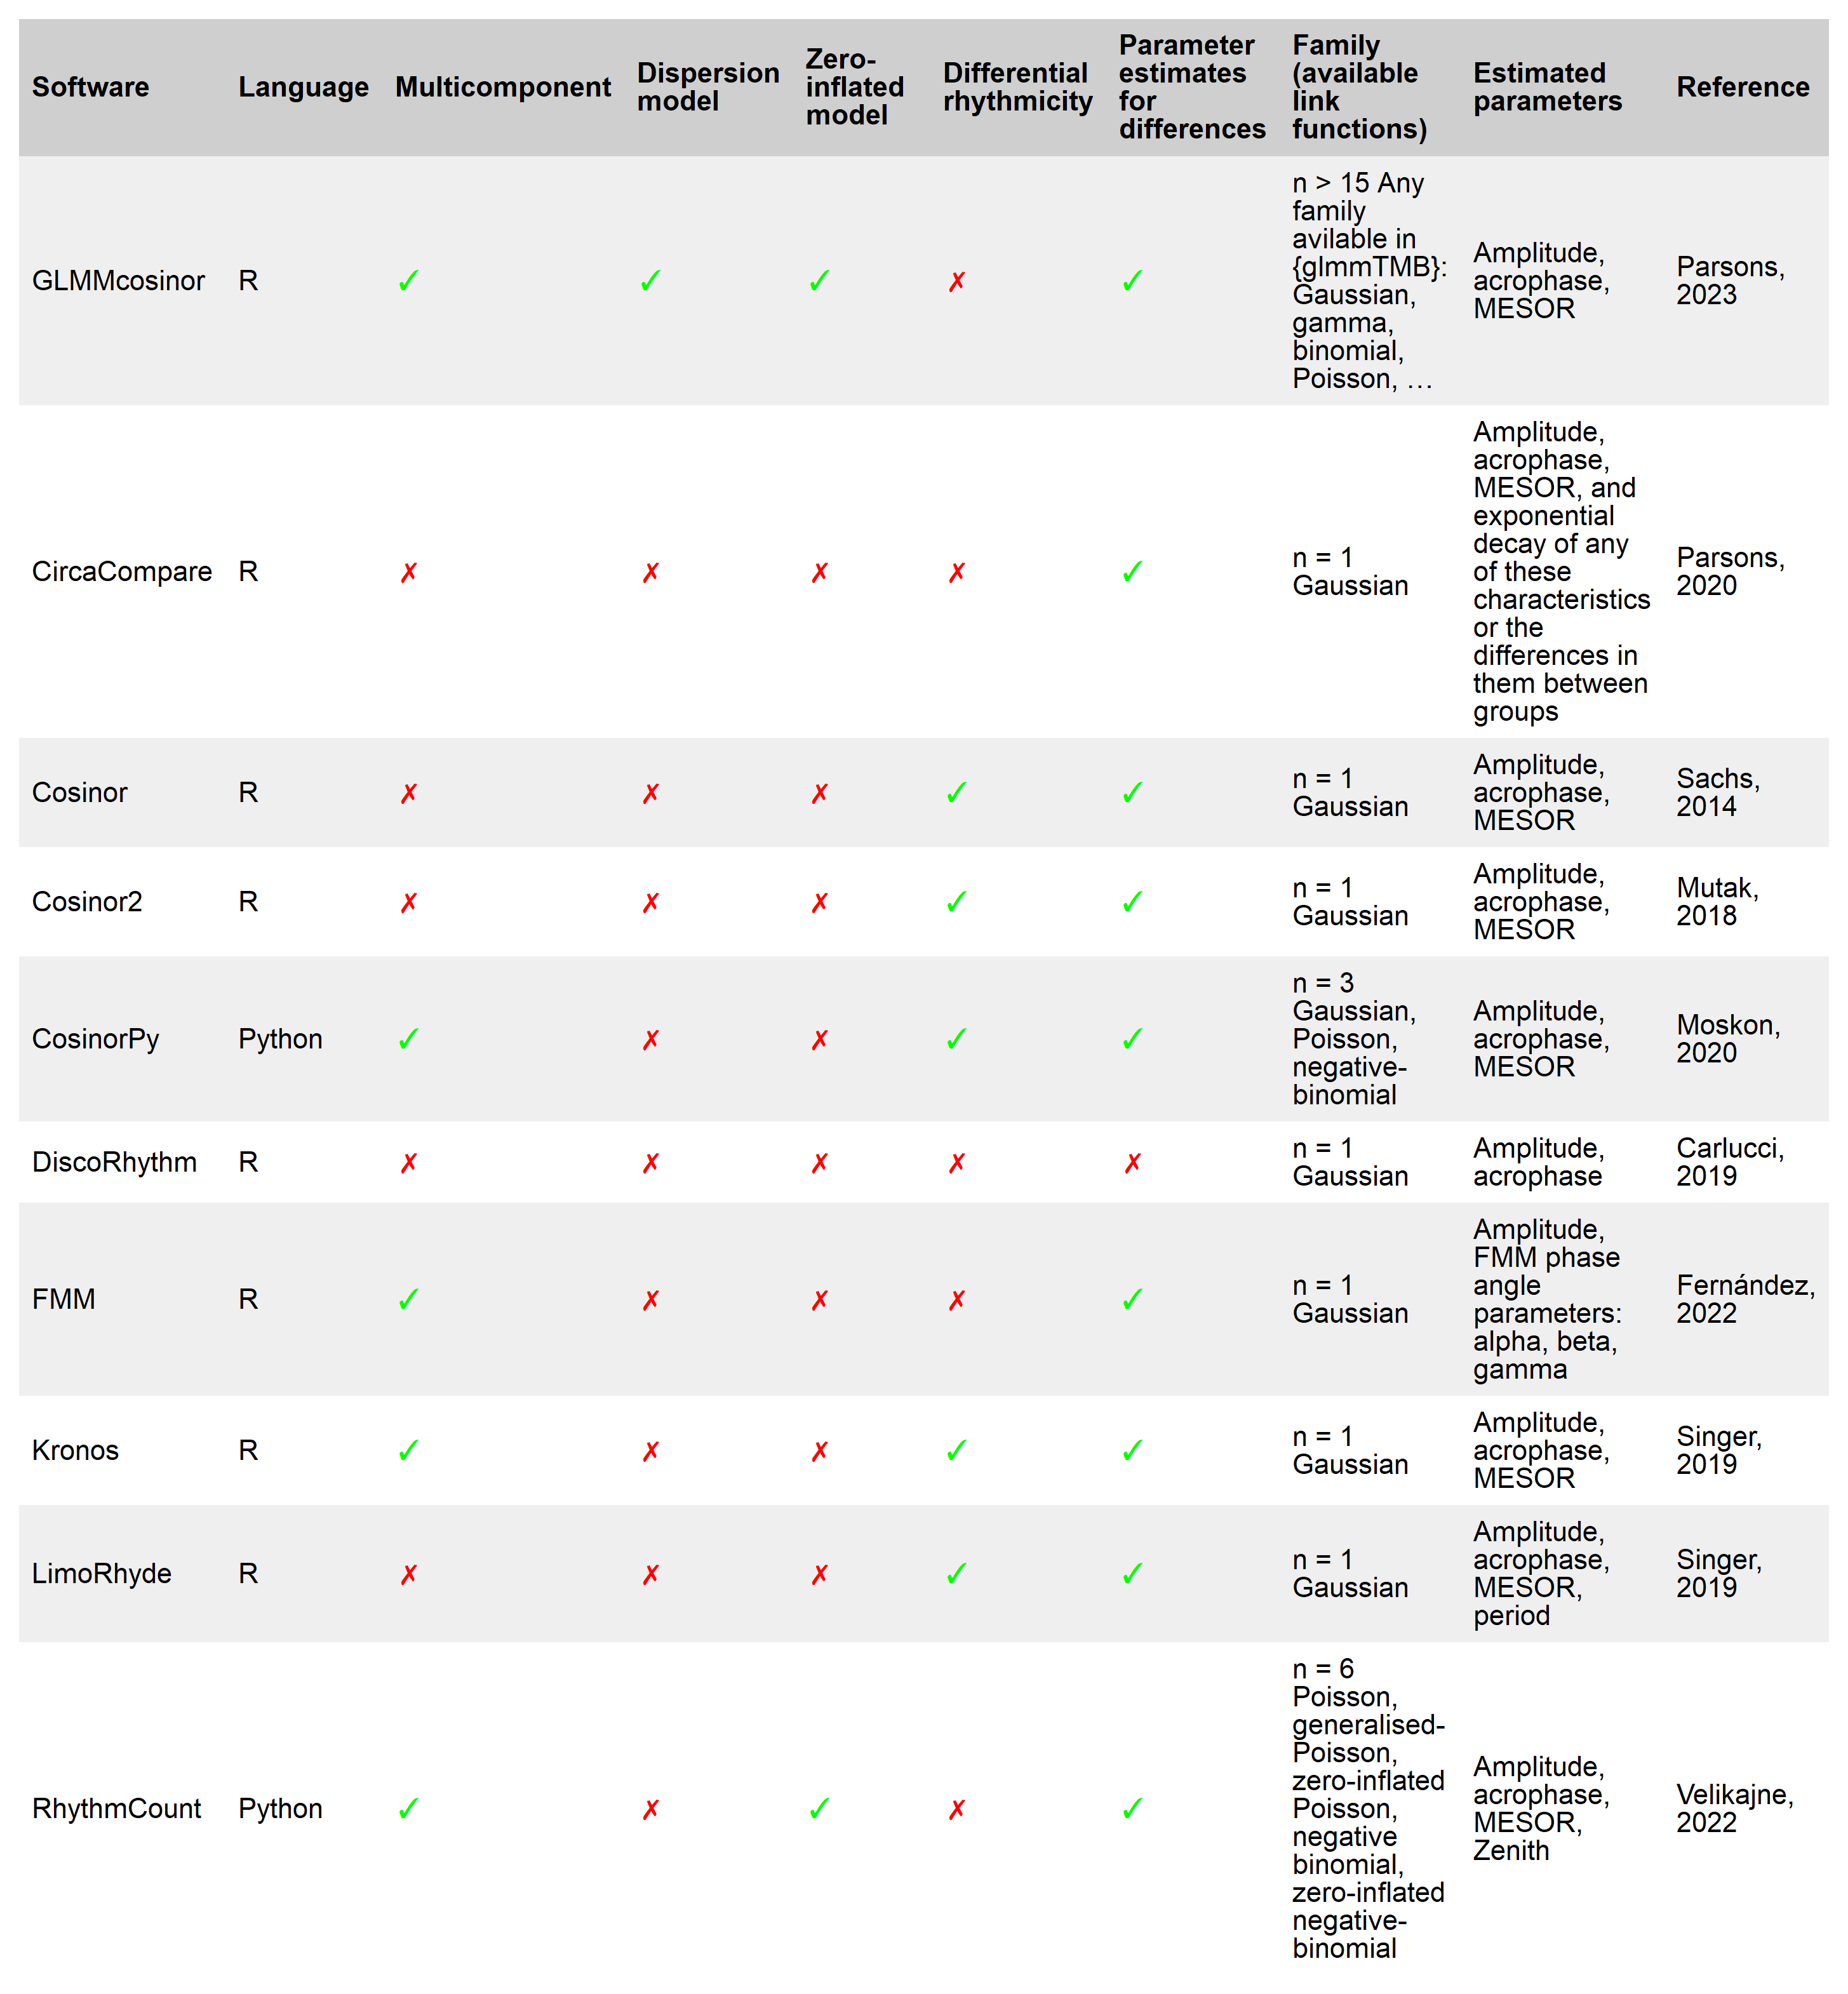 Software
Language
Multicomponent
Dispersion
model
Zero-
inflated
model
Differential
rhythmicity
Parameter
estimates
for
differences
Family
(available
link
functions)
Estimated
parameters
Reference
GLMMcosinor
R
✓
✓
✓
✗
✓
n > 15 Any
family
avilable in
{glmmTMB}:
Gaussian,
gamma,
binomial,
Poisson, …
Amplitude,
acrophase,
MESOR
Parsons,
2023
CircaCompare
R
✗
✗
✗
✗
✓
n = 1
Gaussian
Amplitude,
acrophase,
MESOR, and
exponential
decay of any
of these
characteristics
or the
differences in
them between
groups
Parsons,
2020
Cosinor
R
✗
✗
✗
✓
✓
n = 1
Gaussian
Amplitude,
acrophase,
MESOR
Sachs,
2014
Cosinor2
R
✗
✗
✗
✓
✓
n = 1
Gaussian
Amplitude,
acrophase,
MESOR
Mutak,
2018
CosinorPy
Python
✓
✗
✗
✓
✓
n = 3
Gaussian,
Poisson,
negative-
binomial
Amplitude,
acrophase,
MESOR
Moskon,
2020
DiscoRhythm
R
✗
✗
✗
✗
✗
n = 1
Gaussian
Amplitude,
acrophase
Carlucci,
2019
FMM
R
✓
✗
✗
✗
✓
n = 1
Gaussian
Amplitude,
FMM phase
angle
parameters:
alpha, beta,
gamma
Fernández,
2022
Kronos
R
✓
✗
✗
✓
✓
n = 1
Gaussian
Amplitude,
acrophase,
MESOR
Singer,
2019
LimoRhyde
R
✗
✗
✗
✓
✓
n = 1
Gaussian
Amplitude,
acrophase,
MESOR,
period
Singer,
2019
RhythmCount
Python
✓
✗
✓
✗
✓
n = 6
Poisson,
generalised-
Poisson,
zero-inflated
Poisson,
negative
binomial,
zero-inflated
negative-
binomial
Amplitude,
acrophase,
MESOR,
Zenith
Velikajne,
2022